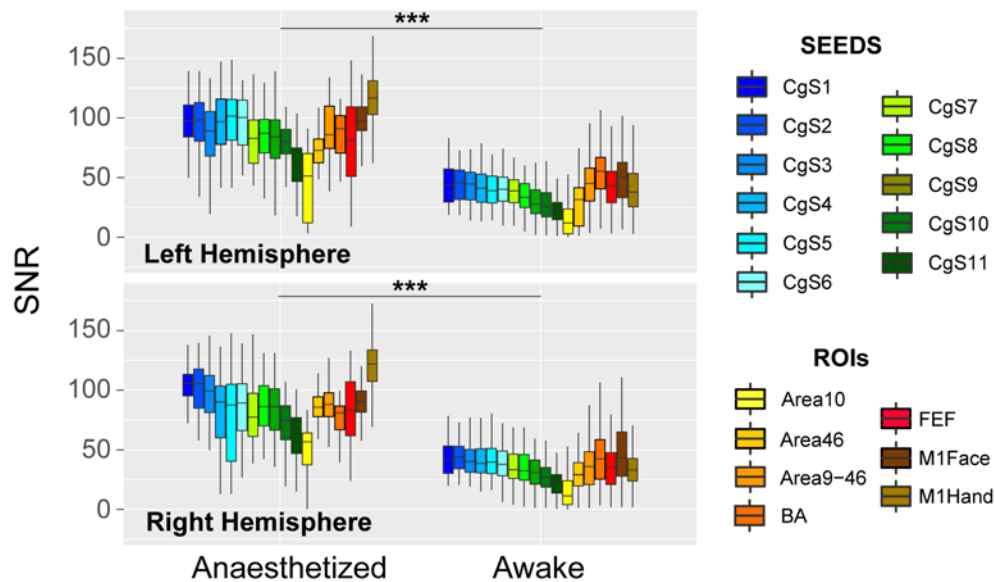 ***
150
100
50
0
Left Hemisphere
***
150
100
50
0
Right Hemisphere
SNR
Anaesthetized Awake
SEEDS
CgS1
CgS2
CgS3
CgS4
CgS5
CgS6
CgS7
CgS8
CgS9
CgS10
CgS11
ROIs
Area10
Area46
Area9-46
BA
FEF
M1Face
M1Hand